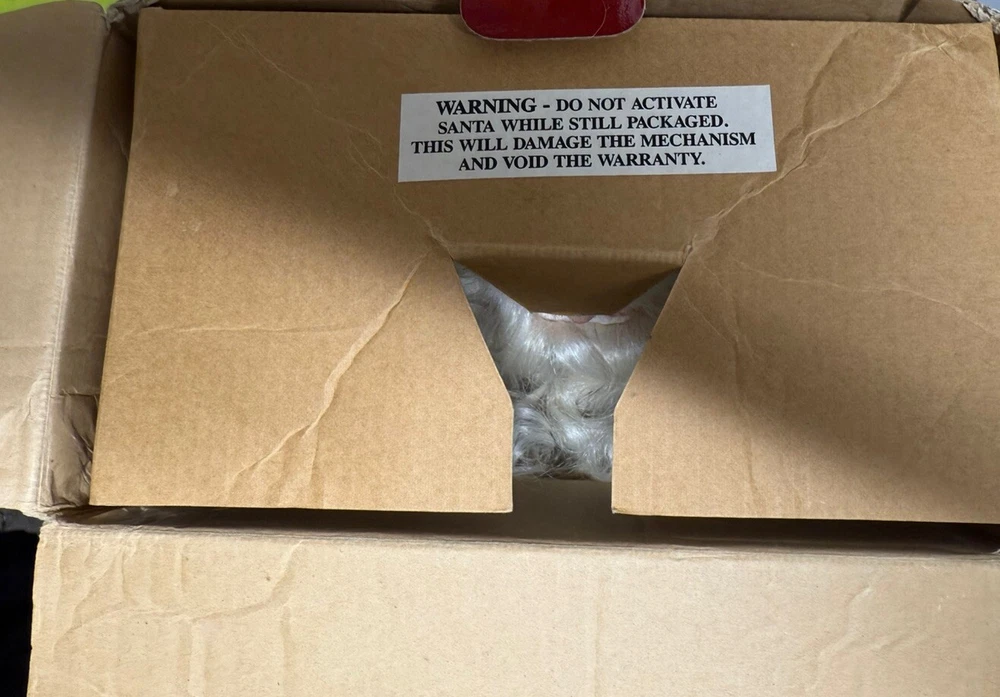 WARNING - DO NOT ACTIVATE
SANTA WHILE STILL PACKAGED.
THIS WILL DAMAGE THE MECHANISM
AND VOID THE WARRANTY.